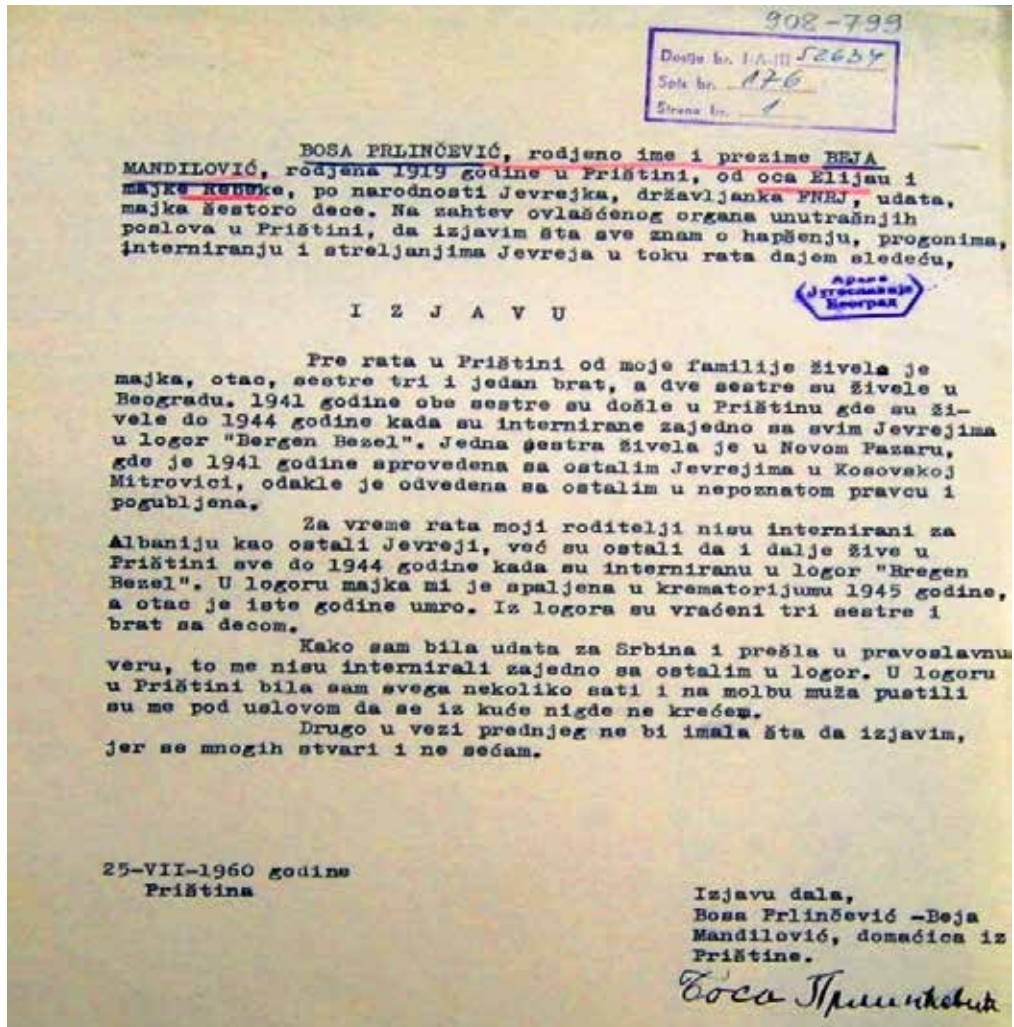 908-799
Dosije br. I-A-III 52634
Spis br. 176
Strana br. 1
BOSA PRLINČEVIĆ, rodjeno ime i prezime BEJA
MANDILOVIĆ, rodjena 1919 godine u Prištini, od oca Elijau i
majke Rebeke, po narodnosti Jevrejka, državljanka FNRJ, udata,
majka šestoro dece. Na zahtev ovlašćenog organa unutrašnjih
poslova u Prištini, da izjavim šta sve znam o hapšenju, progonima,
interniranju i streljanjima Jevreja u toku rata dajem sledeću,
Архив
Југославије
Београд
I Z J A V U
Pre rata u Prištini od moje familije živela je
majka, otac, sestre tri i jedan brat, a dve sestre su živele u
Beogradu. 1941 godine obe sestre su došle u Prištinu gde su ži-
vele do 1944 godine kada su internirane zajedno sa svim Jevrejima
u logor "Bergen Bezel". Jedna sestra živela je u Novom Pazaru,
gde je 1941 godine sprovedena sa ostalim Jevrejima u Kosovskoj
Mitrovici, odakle je odvedena sa ostalim u nepoznatom pravcu i
pogubljena.
Za vreme rata moji roditelji nisu internirani za
Albaniju kao ostali Jevreji, već su ostali da i dalje žive u
Prištini sve do 1944 godine kada su interniranu u logor "Bregen
Bezel". U logoru majka mi je spaljena u krematorijumu 1945 godine,
a otac je iste godine umro. Iz logora su vraćeni tri sestre i
brat sa decom.
Kako sam bila udata za Srbina i prešla u pravoslavnu
veru, to me nisu internirali zajedno sa ostalim u logor. U logoru
u Prištini bila sam svega nekoliko sati i na molbu muža pustili
su me pod uslovom da se iz kuće nigde ne krećem.
Drugo u vezi prednjeg ne bi imala šta da izjavim,
jer se mnogih stvari i ne sećam.
25-VII-1960 godine
Priština
Izjavu dala,
Bosa Prlinčević -Beja
Mandilović, domaćica iz
Prištine.
Боса Прлинчевић